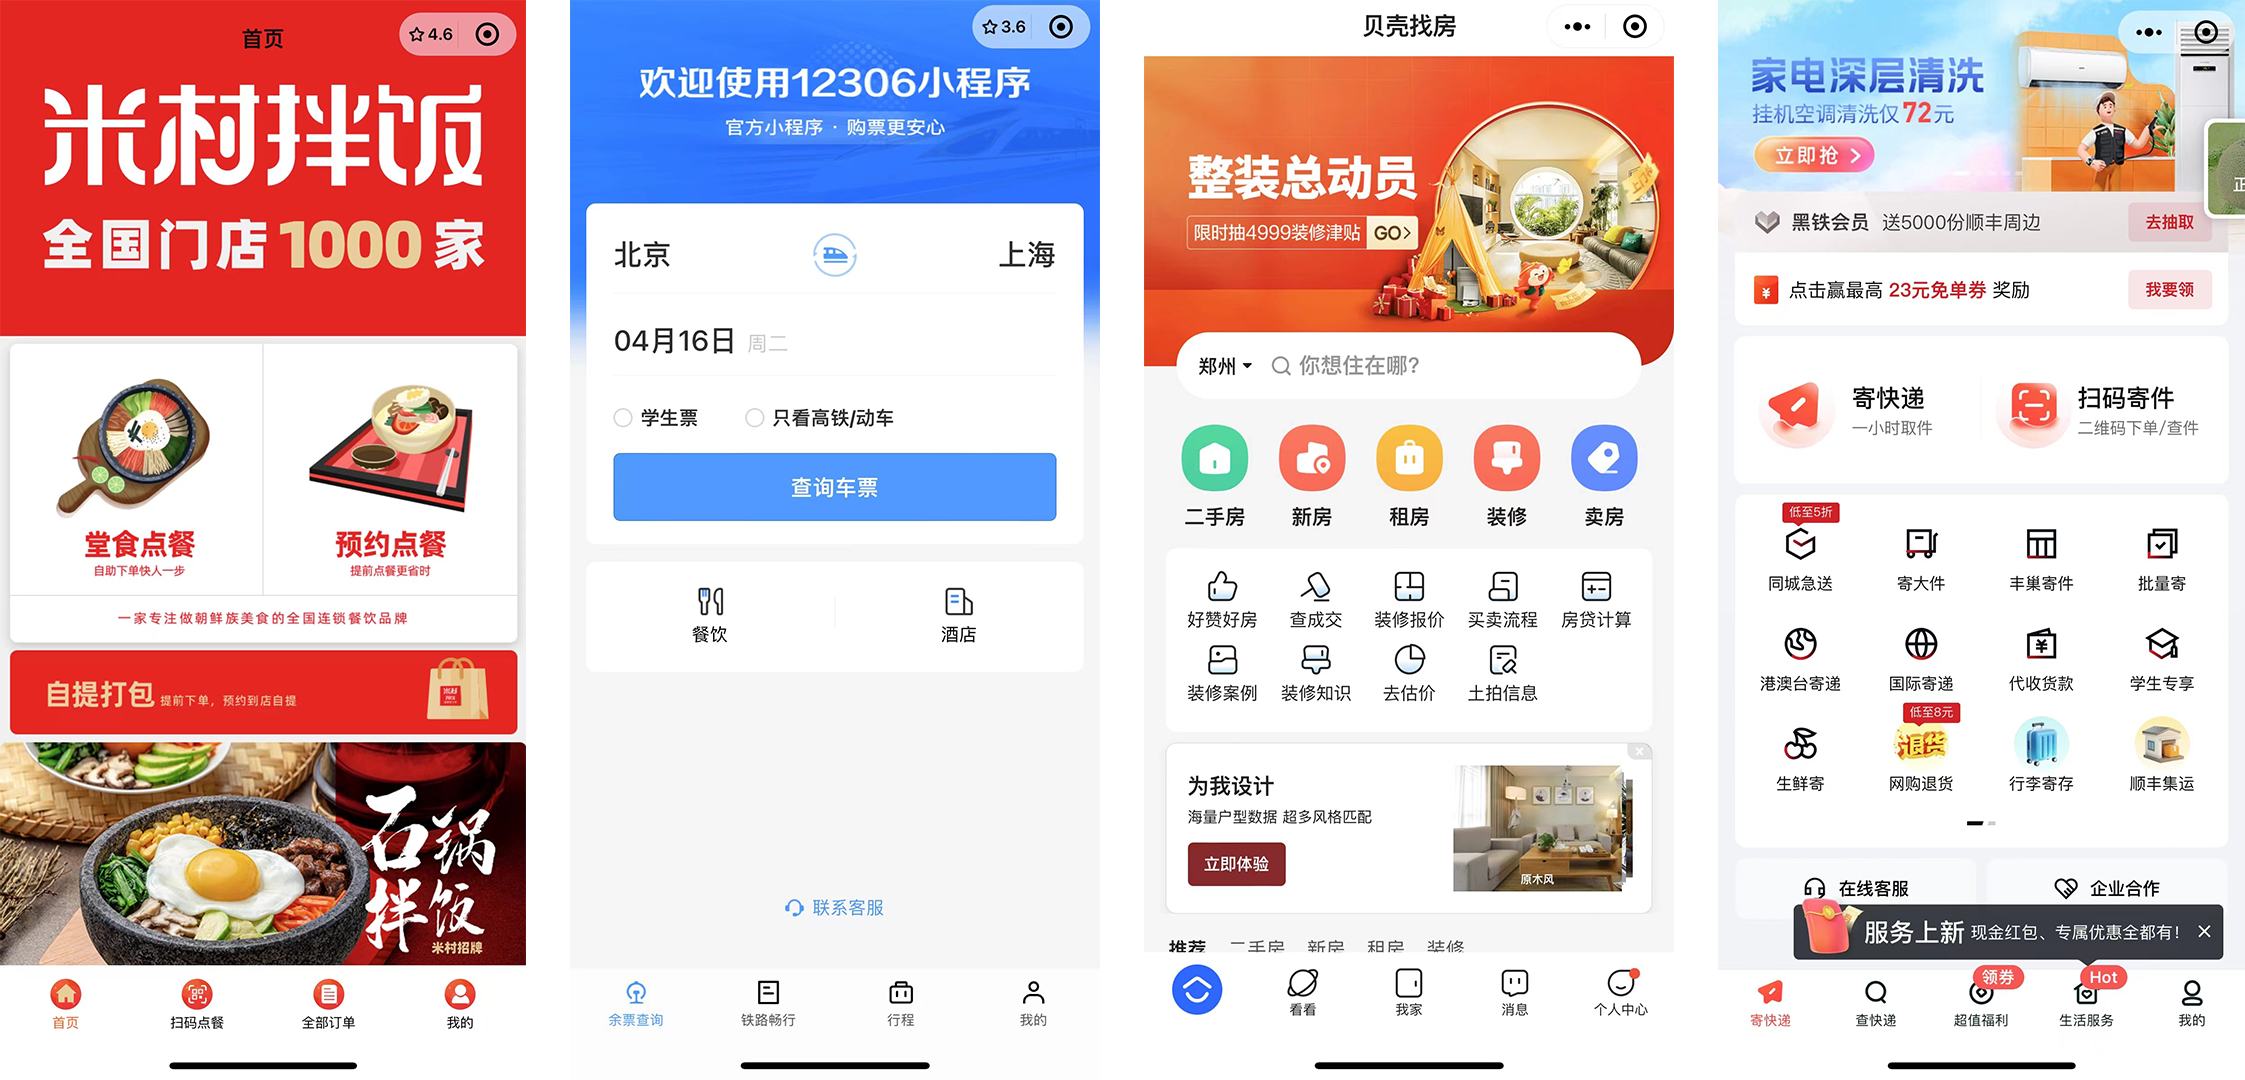 首页
4.6
米村拌饭
全国门店1000家
堂食点餐
自助下单快人一步
预约点餐
提前点餐更省时
一家专注做朝鲜族美食的全国连锁餐饮品牌
自提打包 提前下单，预约到店自提
米村
石锅拌饭
米村招牌
首页 扫码点餐 全部订单 我的
3.6
欢迎使用12306小程序
官方小程序 · 购票更安心
北京 上海
04月16日 周二
学生票 只看高铁/动车
查询车票
餐饮 酒店
联系客服
余票查询 铁路畅行 行程 我的
贝壳找房
整装总动员
限时抽4999装修津贴 GO>
郑州 你想住在哪?
二手房 新房 租房 装修 卖房
好赞好房 查成交 装修报价 买卖流程 房贷计算
装修案例 装修知识 去估价 土拍信息
为我设计
海量户型数据 超多风格匹配
立即体验
原木风
推荐 二手房 新房 租房 装修
看看 我家 消息 个人中心
家电深层清洗
挂机空调清洗仅72元
立即抢 >
正
黑铁会员 送5000份顺丰周边 去抽取
点击赢最高 23元免单券 奖励 我要领
寄快递
一小时取件
扫码寄件
二维码下单/查件
低至5折
同城急送 寄大件 丰巢寄件 批量寄
港澳台寄递 国际寄递 代收货款 学生专享
低至8元
退货
生鲜寄 网购退货 行李寄存 顺丰集运
在线客服 企业合作
服务上新 现金红包、专属优惠全都有！
领券 Hot
寄快递 查快递 超值福利 生活服务 我的